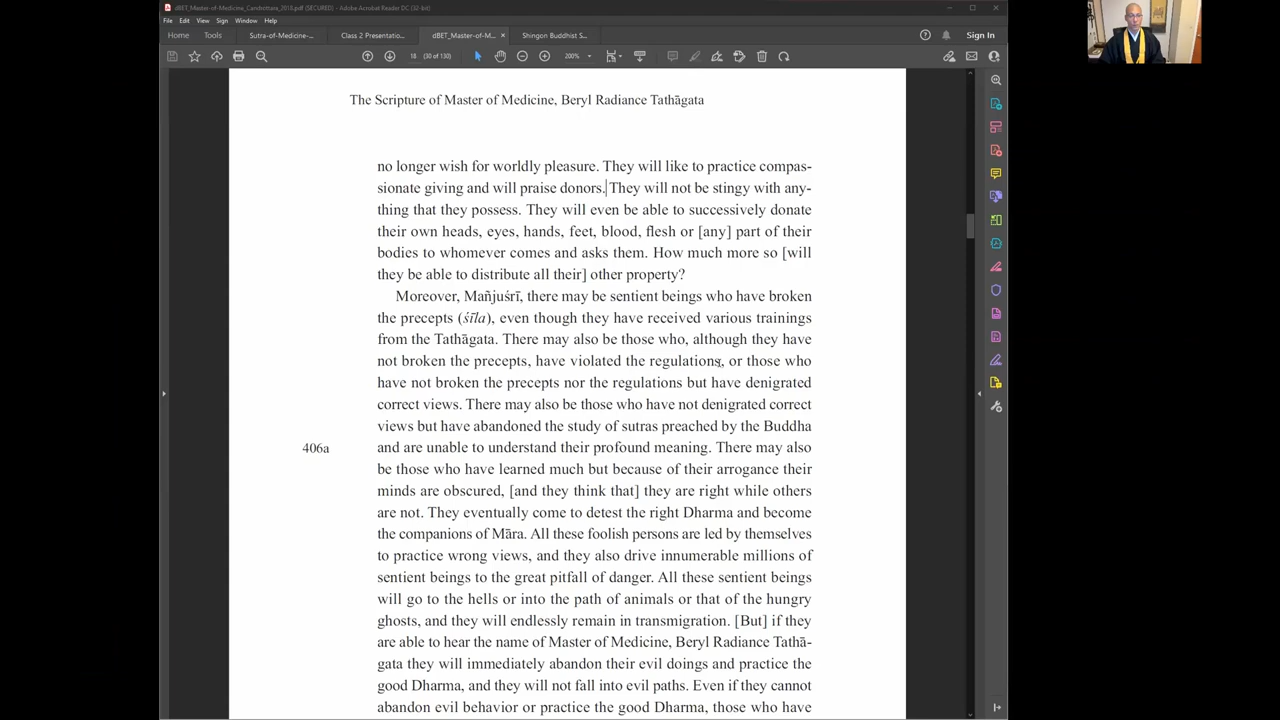 dBET_Master-of-Medicine_Candrottara_2018.pdf (SECURED) - Adobe Acrobat Reader DC (32-bit)
File Edit View Sign Window Help
Home Tools Sutra-of-Medicine-... Class 2 Presentatio... dBET_Master-of-M... × Shingon Buddhist S... Sign In
18 (30 of 130) 200%
The Scripture of Master of Medicine, Beryl Radiance Tathāgata
no longer wish for worldly pleasure. They will like to practice compas-
sionate giving and will praise donors. They will not be stingy with any-
thing that they possess. They will even be able to successively donate
their own heads, eyes, hands, feet, blood, flesh or [any] part of their
bodies to whomever comes and asks them. How much more so [will
they be able to distribute all their] other property?
Moreover, Mañjuśrī, there may be sentient beings who have broken
the precepts (śīla), even though they have received various trainings
from the Tathāgata. There may also be those who, although they have
not broken the precepts, have violated the regulations, or those who
have not broken the precepts nor the regulations but have denigrated
correct views. There may also be those who have not denigrated correct
views but have abandoned the study of sutras preached by the Buddha
406a and are unable to understand their profound meaning. There may also
be those who have learned much but because of their arrogance their
minds are obscured, [and they think that] they are right while others
are not. They eventually come to detest the right Dharma and become
the companions of Māra. All these foolish persons are led by themselves
to practice wrong views, and they also drive innumerable millions of
sentient beings to the great pitfall of danger. All these sentient beings
will go to the hells or into the path of animals or that of the hungry
ghosts, and they will endlessly remain in transmigration. [But] if they
are able to hear the name of Master of Medicine, Beryl Radiance Tathā-
gata they will immediately abandon their evil doings and practice the
good Dharma, and they will not fall into evil paths. Even if they cannot
abandon evil behavior or practice the good Dharma, those who have